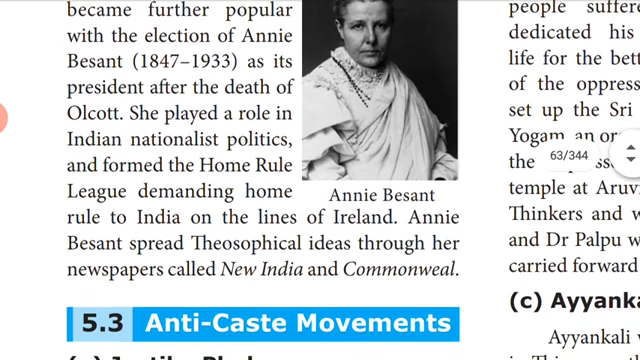 became further popular
with the election of Annie
Besant (1847–1933) as its
president after the death of
Olcott. She played a role in
Indian nationalist politics,
and formed the Home Rule
League demanding home
rule to India on the lines of Ireland. Annie
Besant spread Theosophical ideas through her
newspapers called New India and Commonweal.
Annie Besant
5.3 Anti-Caste Movements
people suffere
dedicated his
life for the bett
of the oppress
set up the Sri
Yogam, an or
the
temple at Aruv
Thinkers and w
and Dr Palpu w
carried forward
(c) Ayyanka
Ayyankali w
63/344